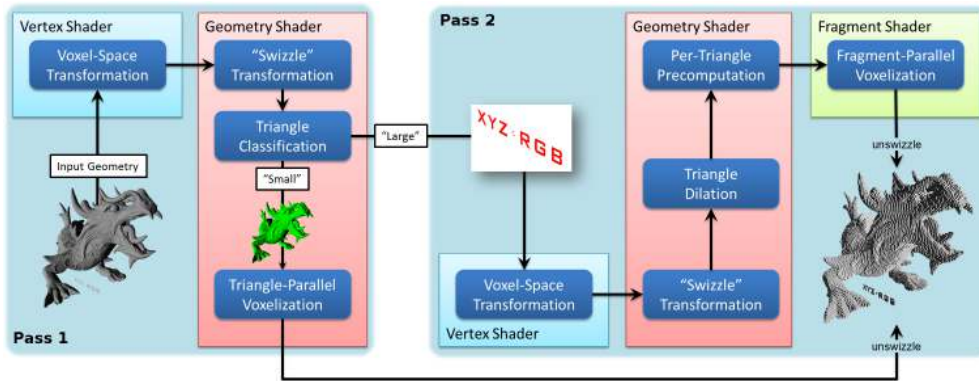 Vertex Shader
Voxel-Space
Transformation
Input Geometry
Pass 1
Geometry Shader
“Swizzle”
Transformation
Triangle
Classification
“Small”
Triangle-Parallel
Voxelization
“Large”
Pass 2
XYZ RGB
Voxel-Space
Transformation
Vertex Shader
Geometry Shader
Per-Triangle
Precomputation
Triangle
Dilation
“Swizzle”
Transformation
Fragment Shader
Fragment-Parallel
Voxelization
unswizzle
XYZ RGB
unswizzle